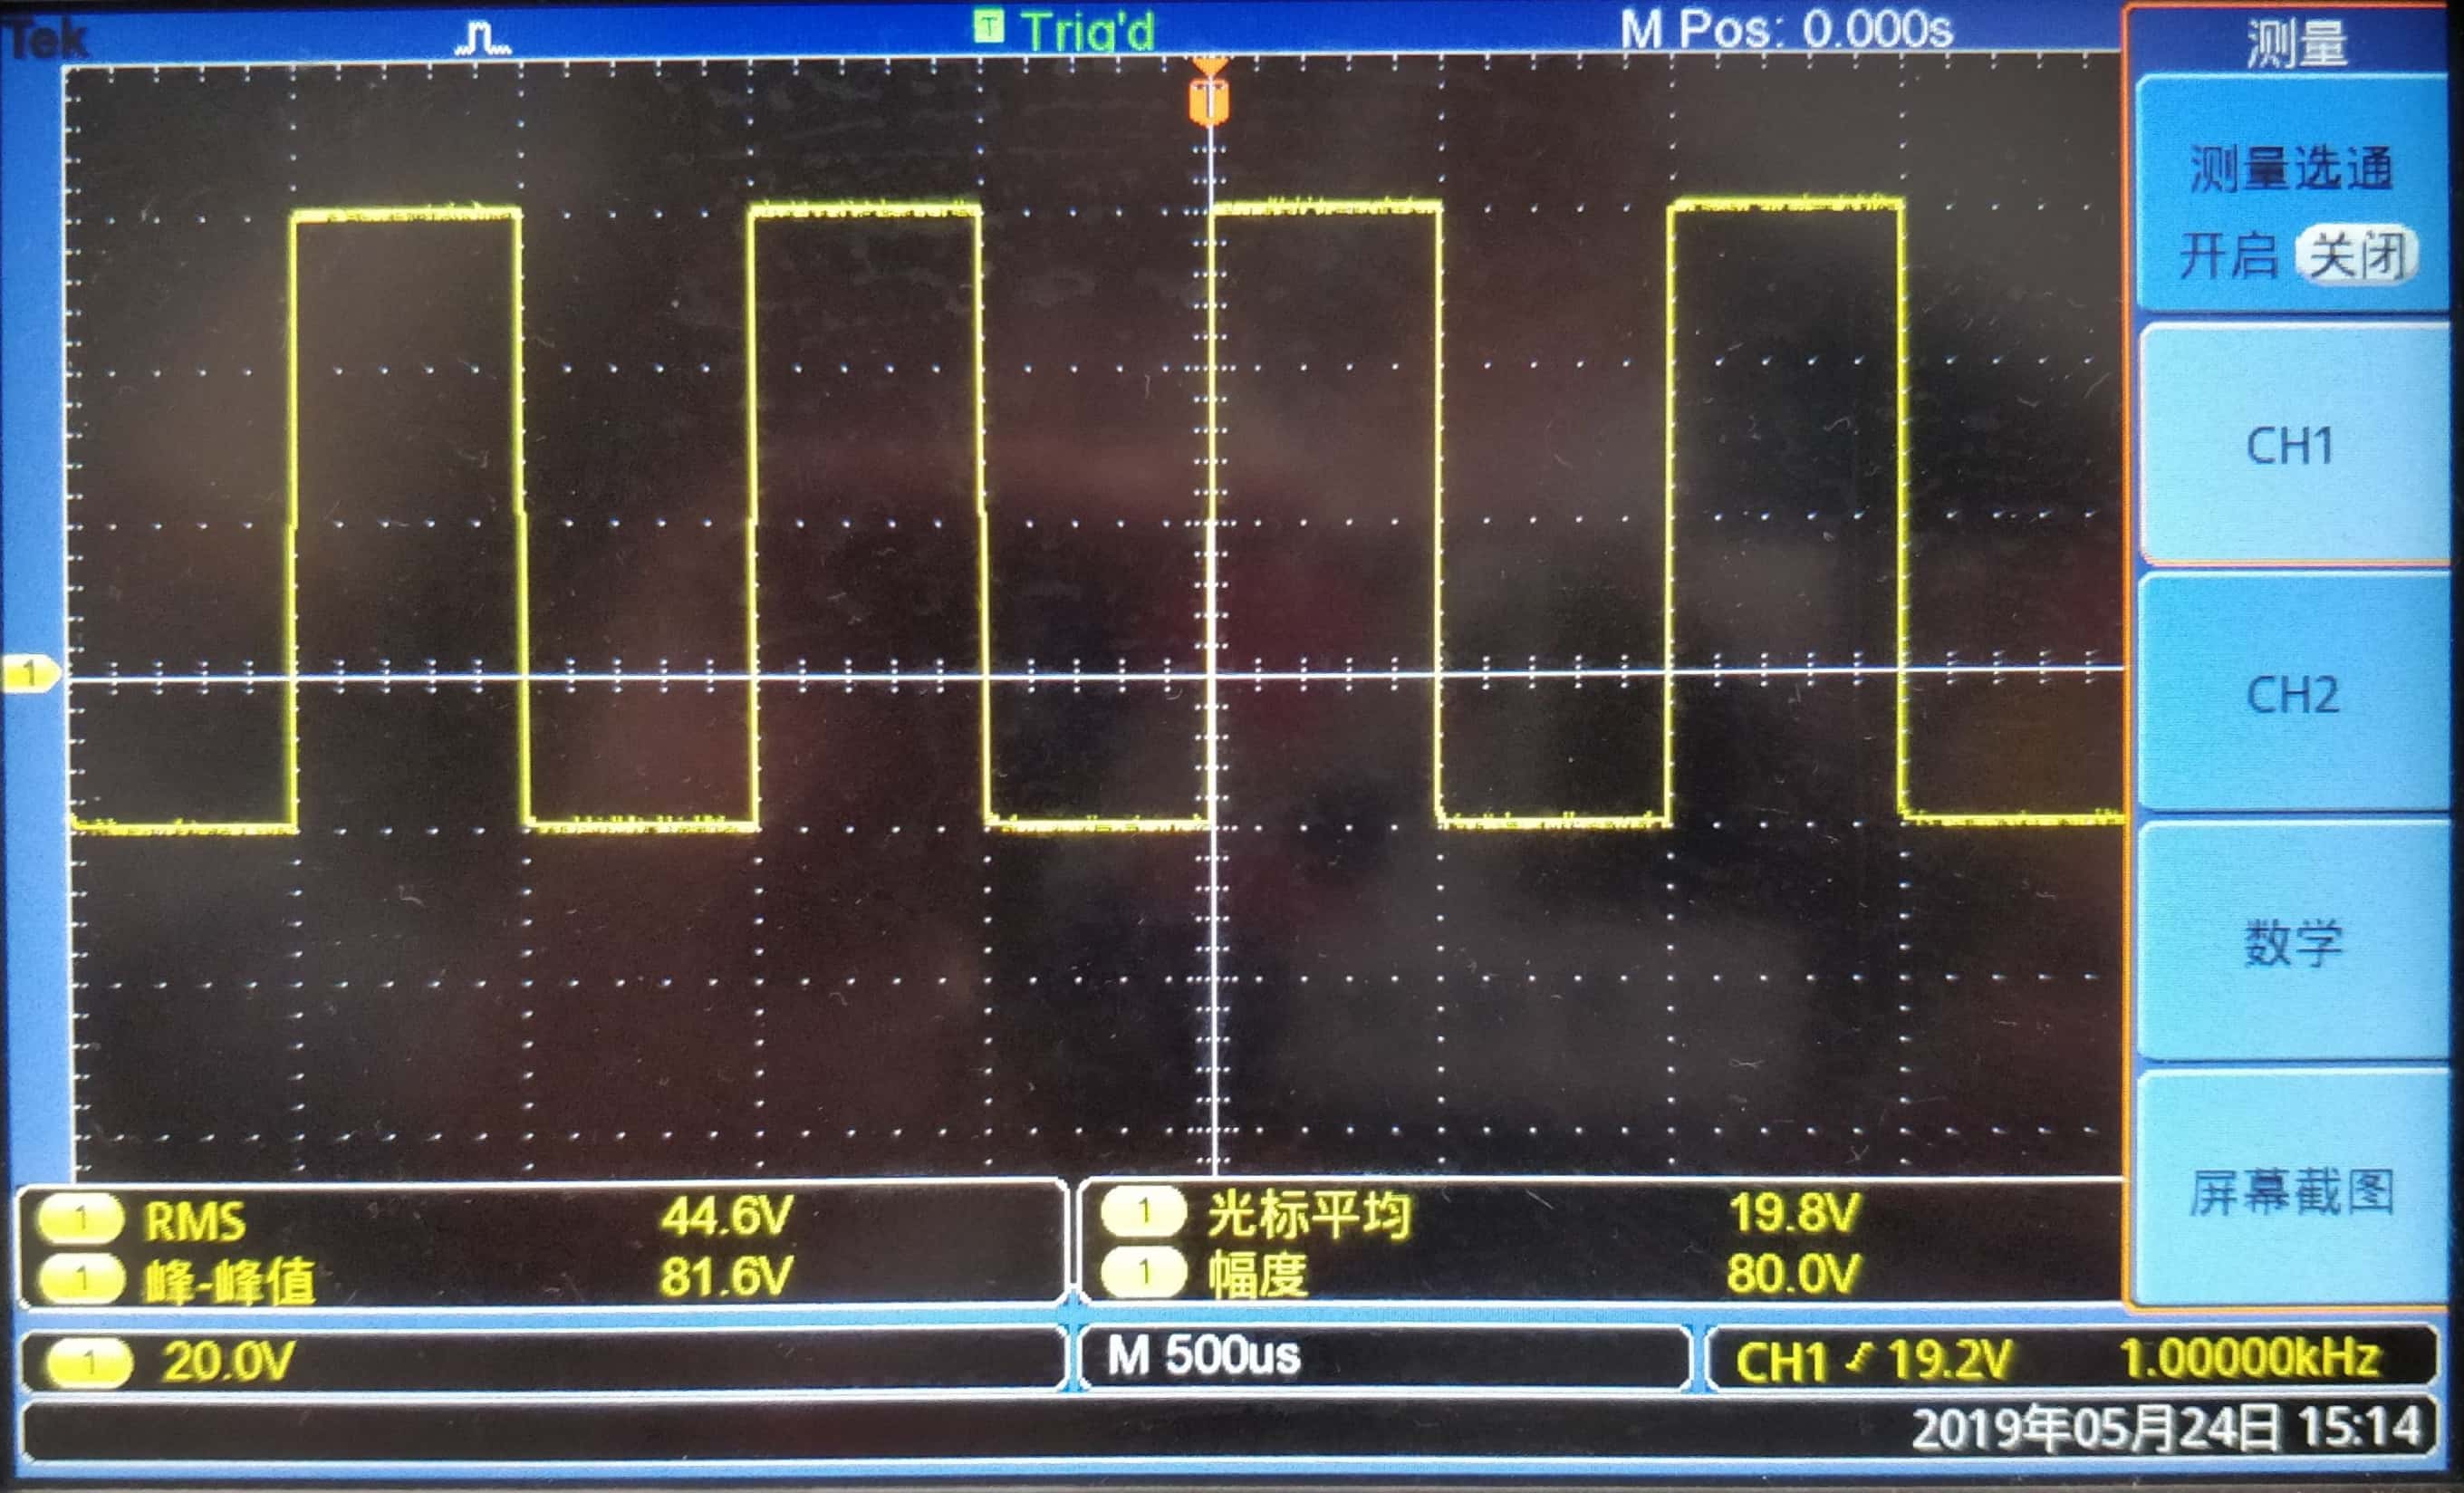 Tek
T Trig'd
M Pos: 0.000s
测量
T
测量选通
开启 关闭
CH1
1
CH2
数学
屏幕截图
1 RMS 44.6V
1 峰-峰值 81.6V
1 光标平均 19.8V
1 幅度 80.0V
1 20.0V
M 500us
CH1 19.2V 1.00000kHz
2019年05月24日 15:14